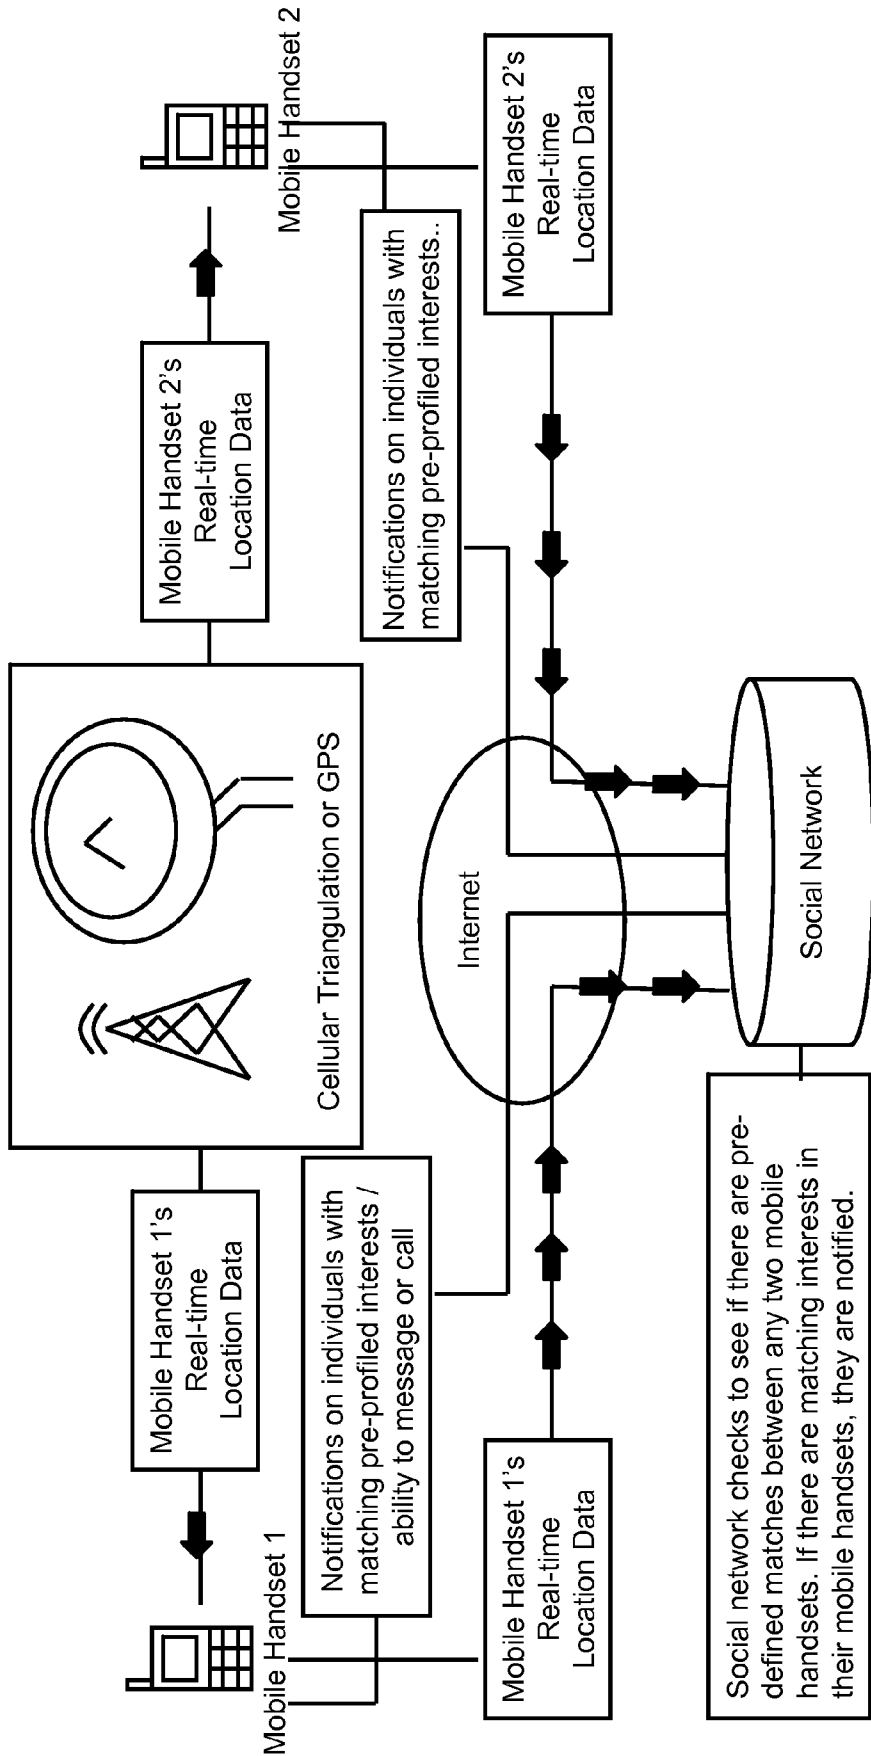 Mobile Handset 1
Mobile Handset 1's
Real-time
Location Data
Cellular Triangulation or GPS
Mobile Handset 2's
Real-time
Location Data
Mobile Handset 2
Notifications on individuals with
matching pre-profiled interests /
ability to message or call
Notifications on individuals with
matching pre-profiled interests..
Internet
Mobile Handset 1's
Real-time
Location Data
Mobile Handset 2's
Real-time
Location Data
Social network checks to see if there are pre-
defined matches between any two mobile
handsets. If there are matching interests in
their mobile handsets, they are notified.
Social Network